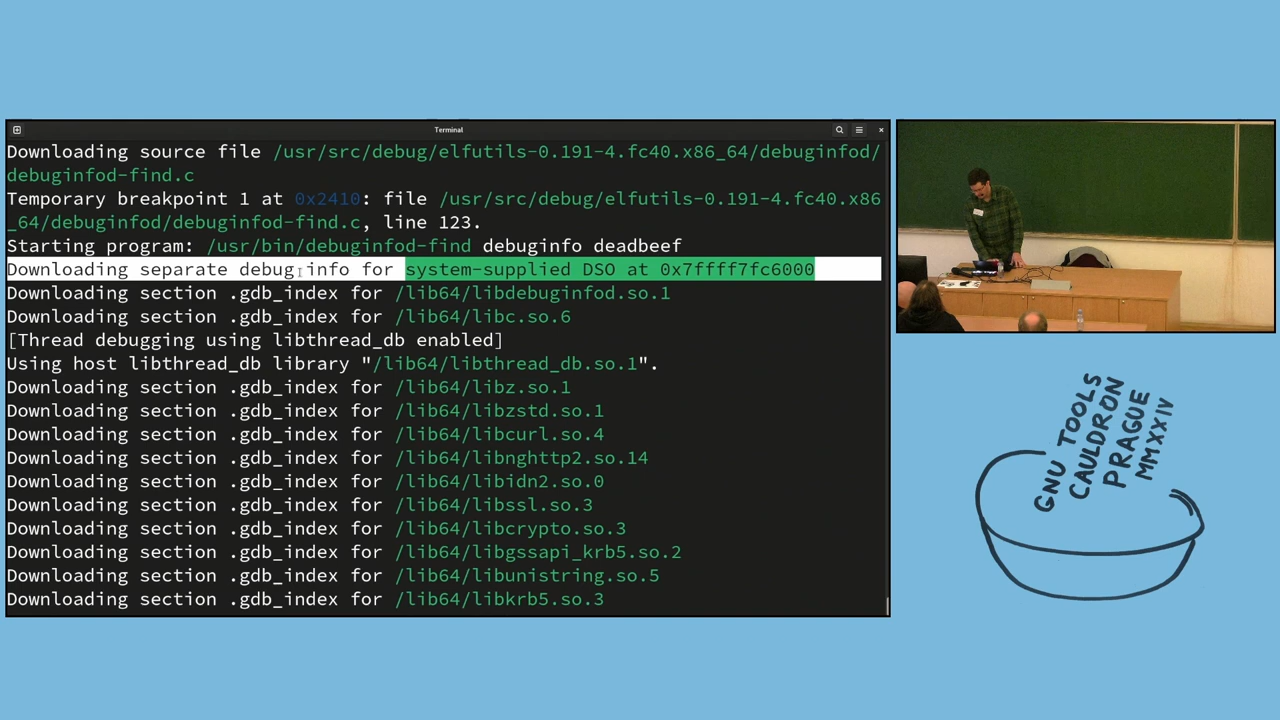 Terminal
Downloading source file /usr/src/debug/elfutils-0.191-4.fc40.x86_64/debuginfod/
debuginfod-find.c
Temporary breakpoint 1 at 0x2410: file /usr/src/debug/elfutils-0.191-4.fc40.x86
_64/debuginfod/debuginfod-find.c, line 123.
Starting program: /usr/bin/debuginfod-find debuginfo deadbeef
Downloading separate debug info for system-supplied DSO at 0x7ffff7fc6000
Downloading section .gdb_index for /lib64/libdebuginfod.so.1
Downloading section .gdb_index for /lib64/libc.so.6
[Thread debugging using libthread_db enabled]
Using host libthread_db library "/lib64/libthread_db.so.1".
Downloading section .gdb_index for /lib64/libz.so.1
Downloading section .gdb_index for /lib64/libzstd.so.1
Downloading section .gdb_index for /lib64/libcurl.so.4
Downloading section .gdb_index for /lib64/libnghttp2.so.14
Downloading section .gdb_index for /lib64/libidn2.so.0
Downloading section .gdb_index for /lib64/libssl.so.3
Downloading section .gdb_index for /lib64/libcrypto.so.3
Downloading section .gdb_index for /lib64/libgssapi_krb5.so.2
Downloading section .gdb_index for /lib64/libunistring.so.5
Downloading section .gdb_index for /lib64/libkrb5.so.3
GNU TOOLS
CAULDRON
PRAGUE
MMXXIV